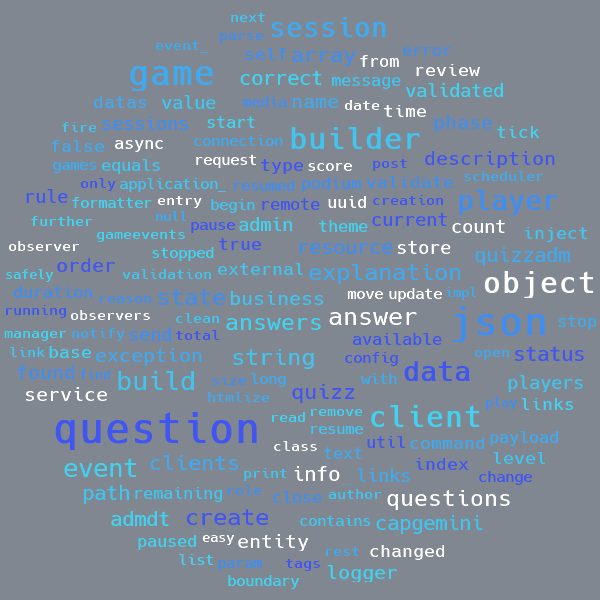 next
session
parse
event_
self array from error
game
correct message review
validated
datas value media name date time
fire sessions start phase tick
false async connection builder
request type score post description
games equals scheduler
only application_ resumed podium validate
rule formatter entry begin remote uuid creation player
further null pause admin theme current count inject
gameevents
observer stopped true resource store quizzadm
order
safely validation external explanation
duration reason state business move update impl object
running observers clean answers answer json stop
manager notify send total available
link base exception string config open status
found fixe build size long with data players
service htmlize quizz play links
question read remove client
resume
class util command payload
event clients text level
print info links index change
path remaining role close author questions
admdt create contains capgemini
paused easy entity rest changed
list param tags logger
boundary